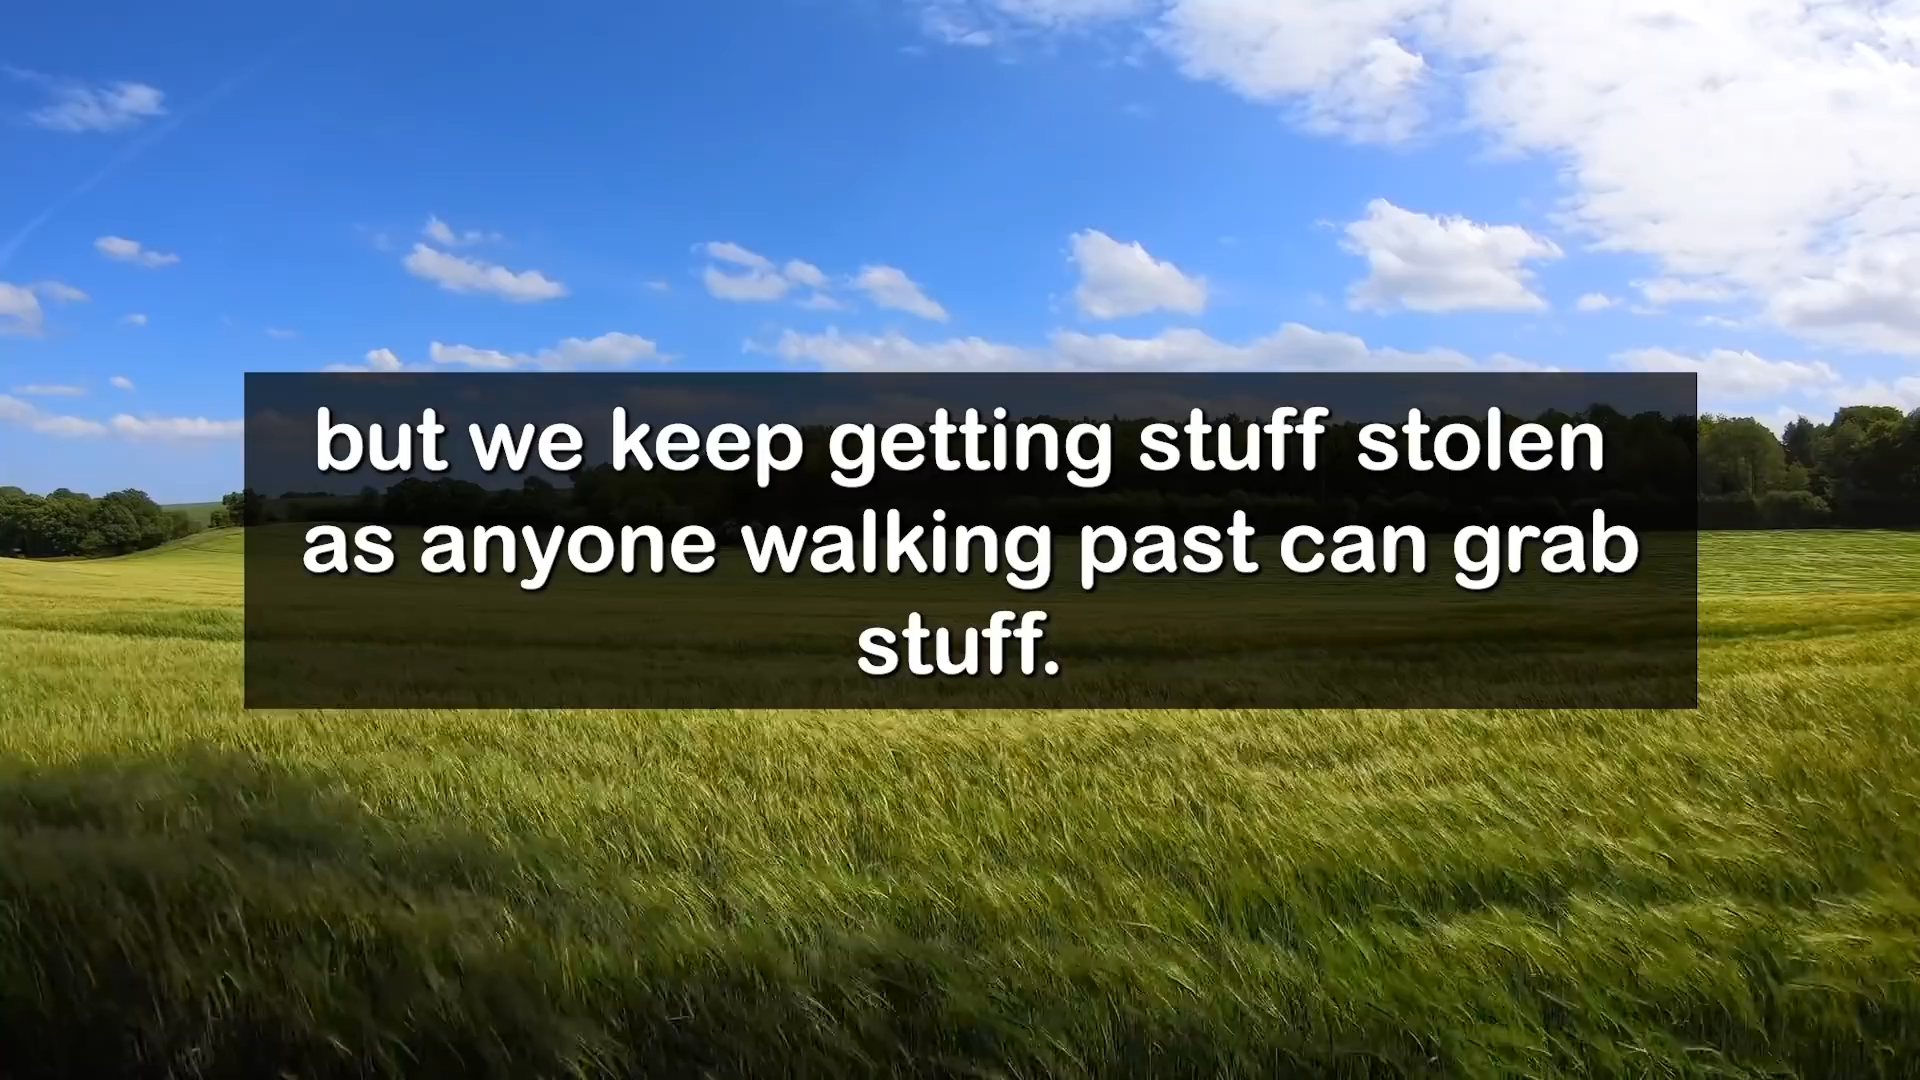 but we keep getting stuff stolen
as anyone walking past can grab
stuff.